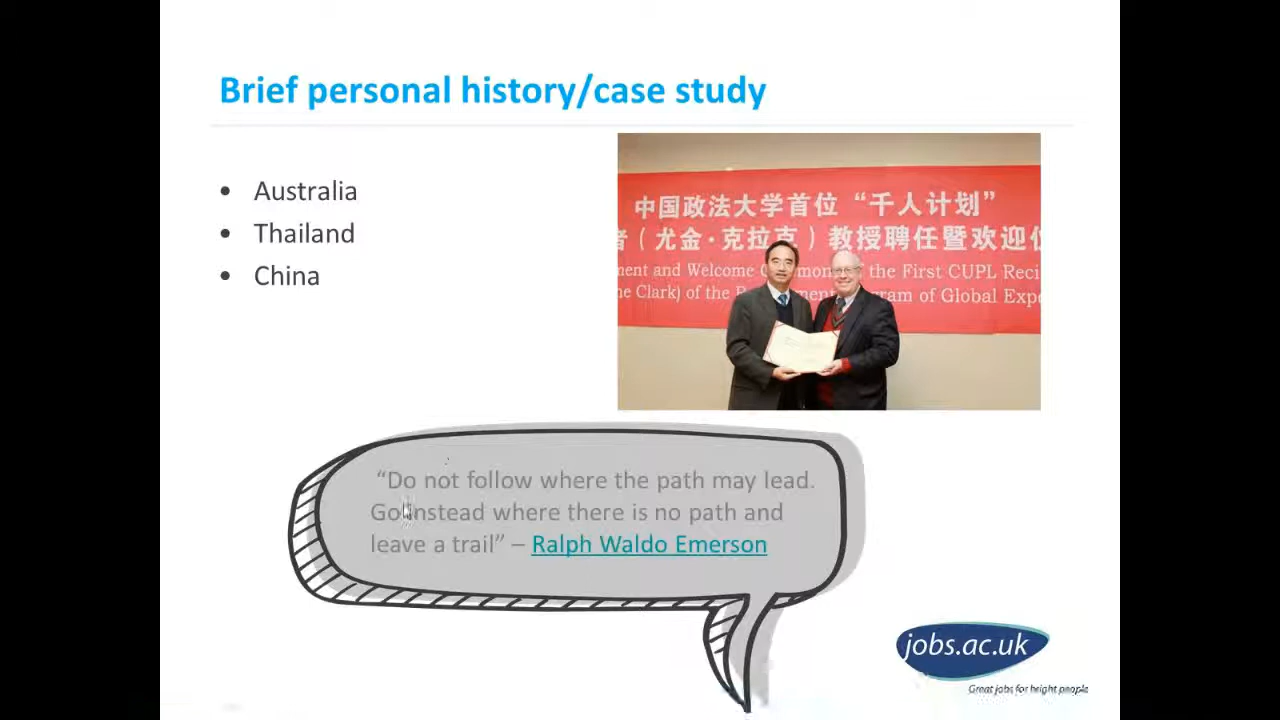 Brief personal history/case study
• Australia
• Thailand
• China
中国政法大学首位“千人计划”
者（尤金·克拉克）教授聘任暨欢迎仪
ment and Welcome Ceremon the First CUPL Reci
ne Clark) of the Re ment gram of Global Expe
“Do not follow where the path may lead.
Go instead where there is no path and
leave a trail” – Ralph Waldo Emerson
jobs.ac.uk
Great jobs for bright people